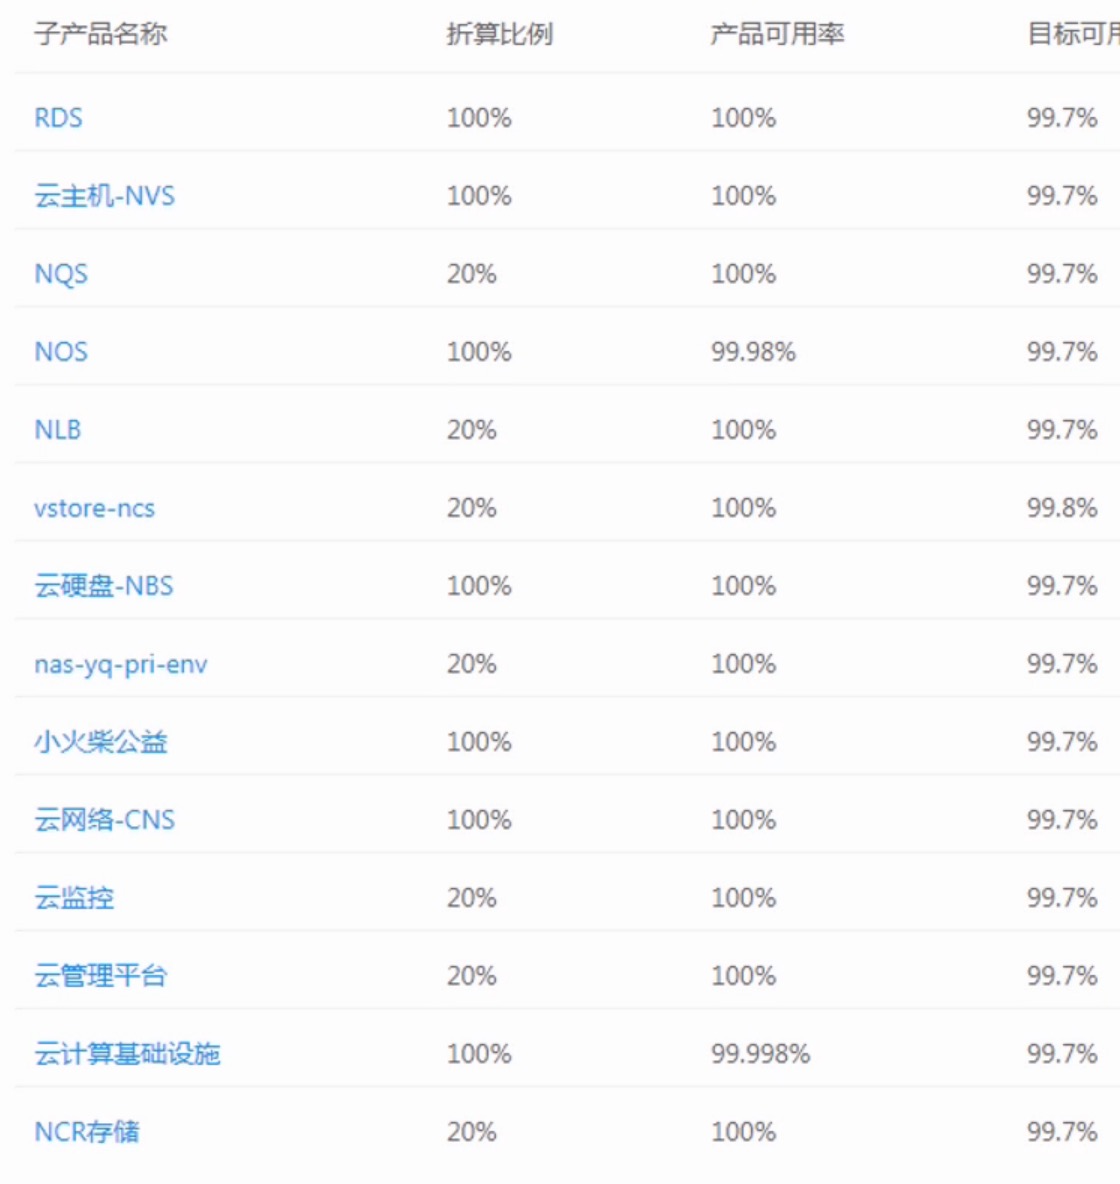 子产品名称 折算比例 产品可用率 目标可用
RDS 100% 100% 99.7%
云主机-NVS 100% 100% 99.7%
NQS 20% 100% 99.7%
NOS 100% 99.98% 99.7%
NLB 20% 100% 99.7%
vstore-ncs 20% 100% 99.8%
云硬盘-NBS 100% 100% 99.7%
nas-yq-pri-env 20% 100% 99.7%
小火柴公益 100% 100% 99.7%
云网络-CNS 100% 100% 99.7%
云监控 20% 100% 99.7%
云管理平台 20% 100% 99.7%
云计算基础设施 100% 99.998% 99.7%
NCR存储 20% 100% 99.7%